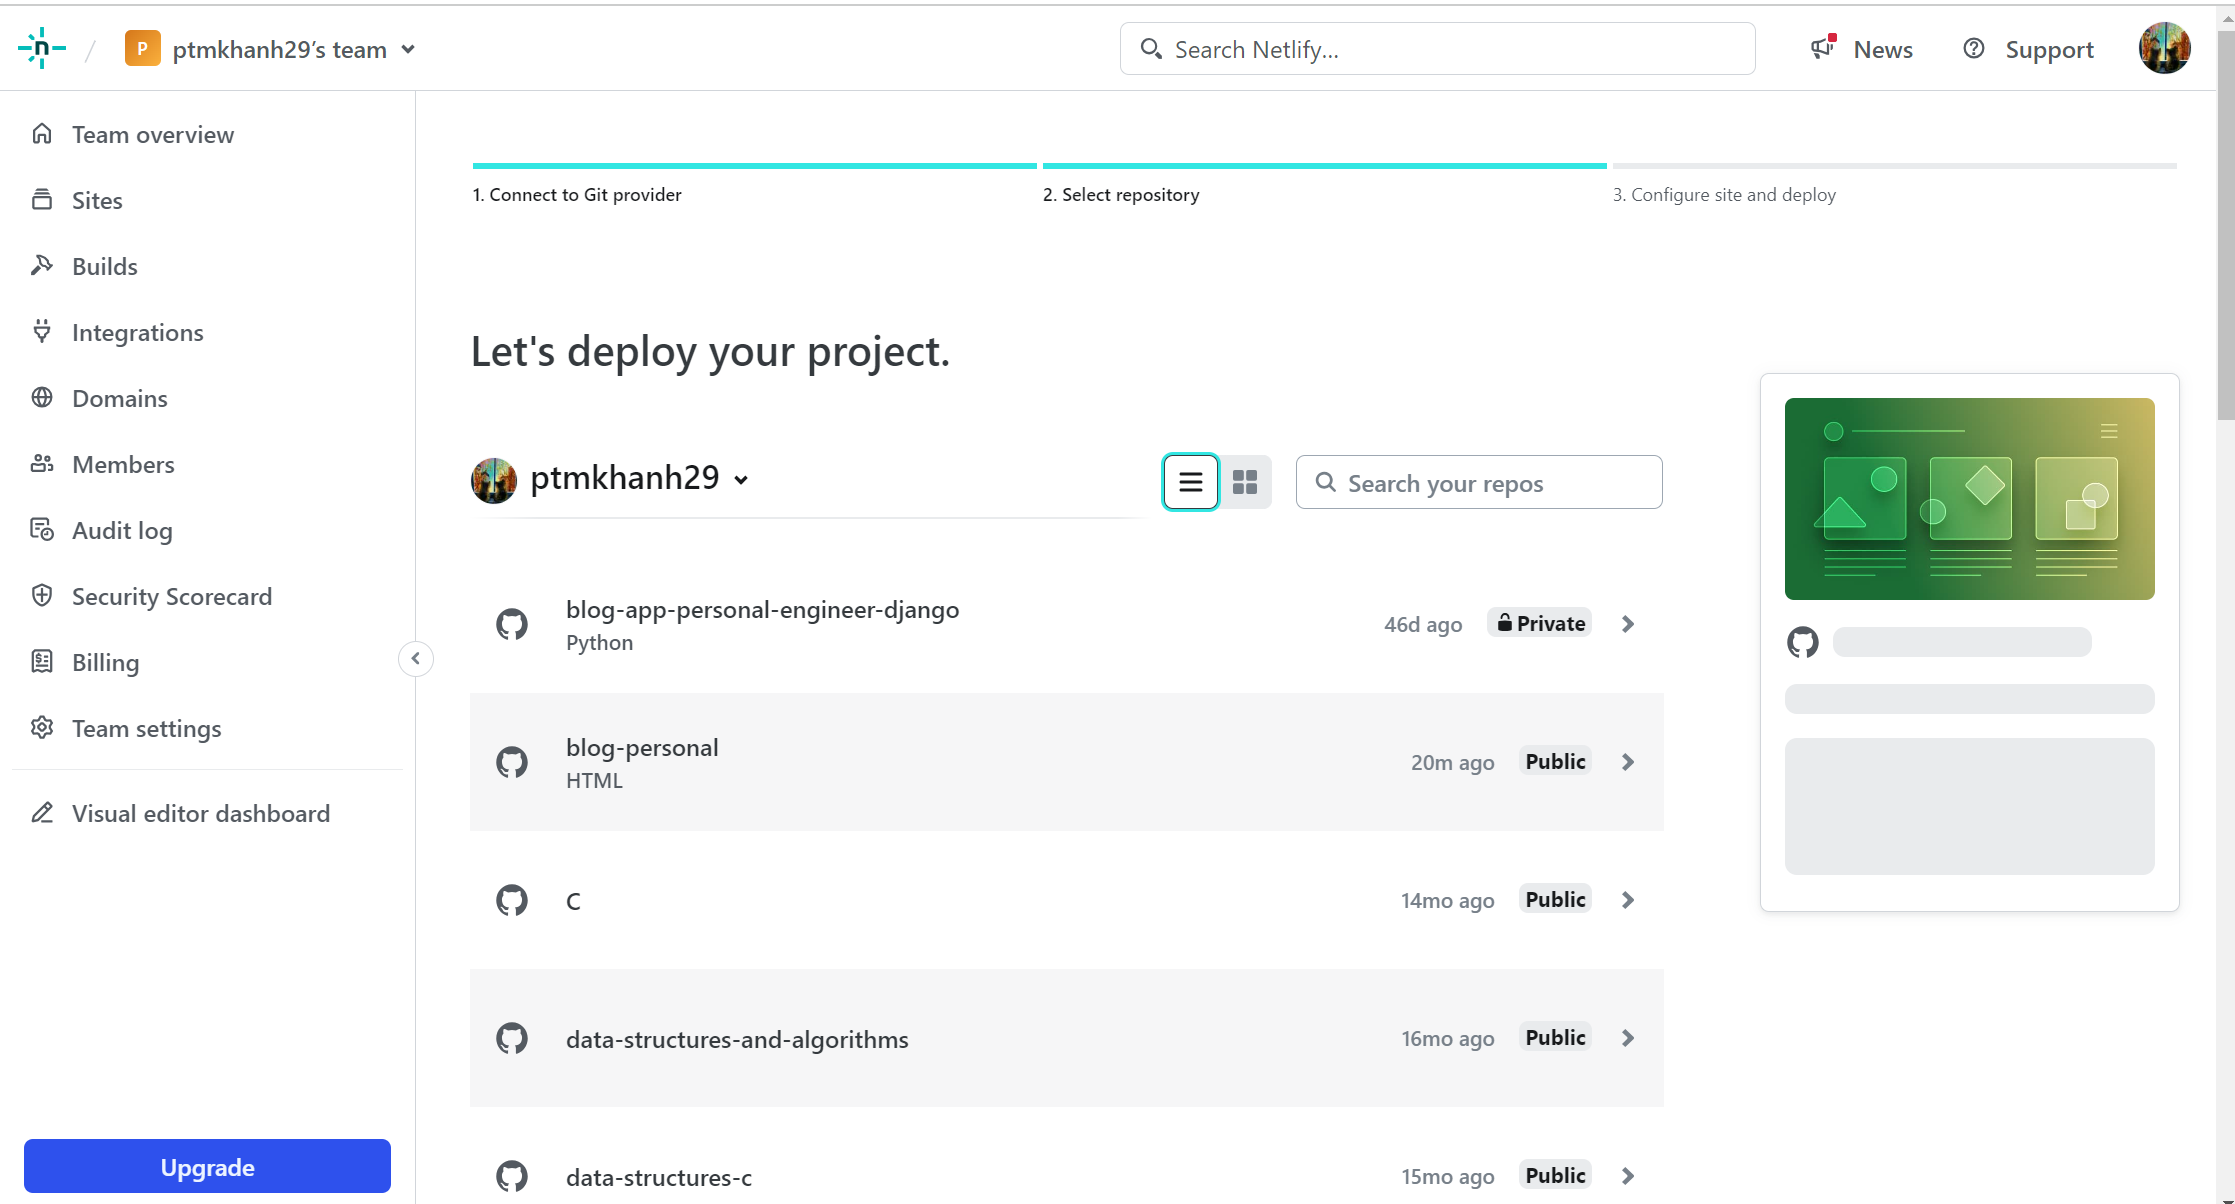 n
/
P ptmkhanh29's team
Search Netlify...
News
Support
Team overview
Sites
Builds
Integrations
Domains
Members
Audit log
Security Scorecard
Billing
Team settings
Visual editor dashboard
Upgrade
1. Connect to Git provider
2. Select repository
3. Configure site and deploy
Let's deploy your project.
ptmkhanh29
Search your repos
blog-app-personal-engineer-django
Python
46d ago
Private
blog-personal
HTML
20m ago
Public
C
14mo ago
Public
data-structures-and-algorithms
16mo ago
Public
data-structures-c
15mo ago
Public